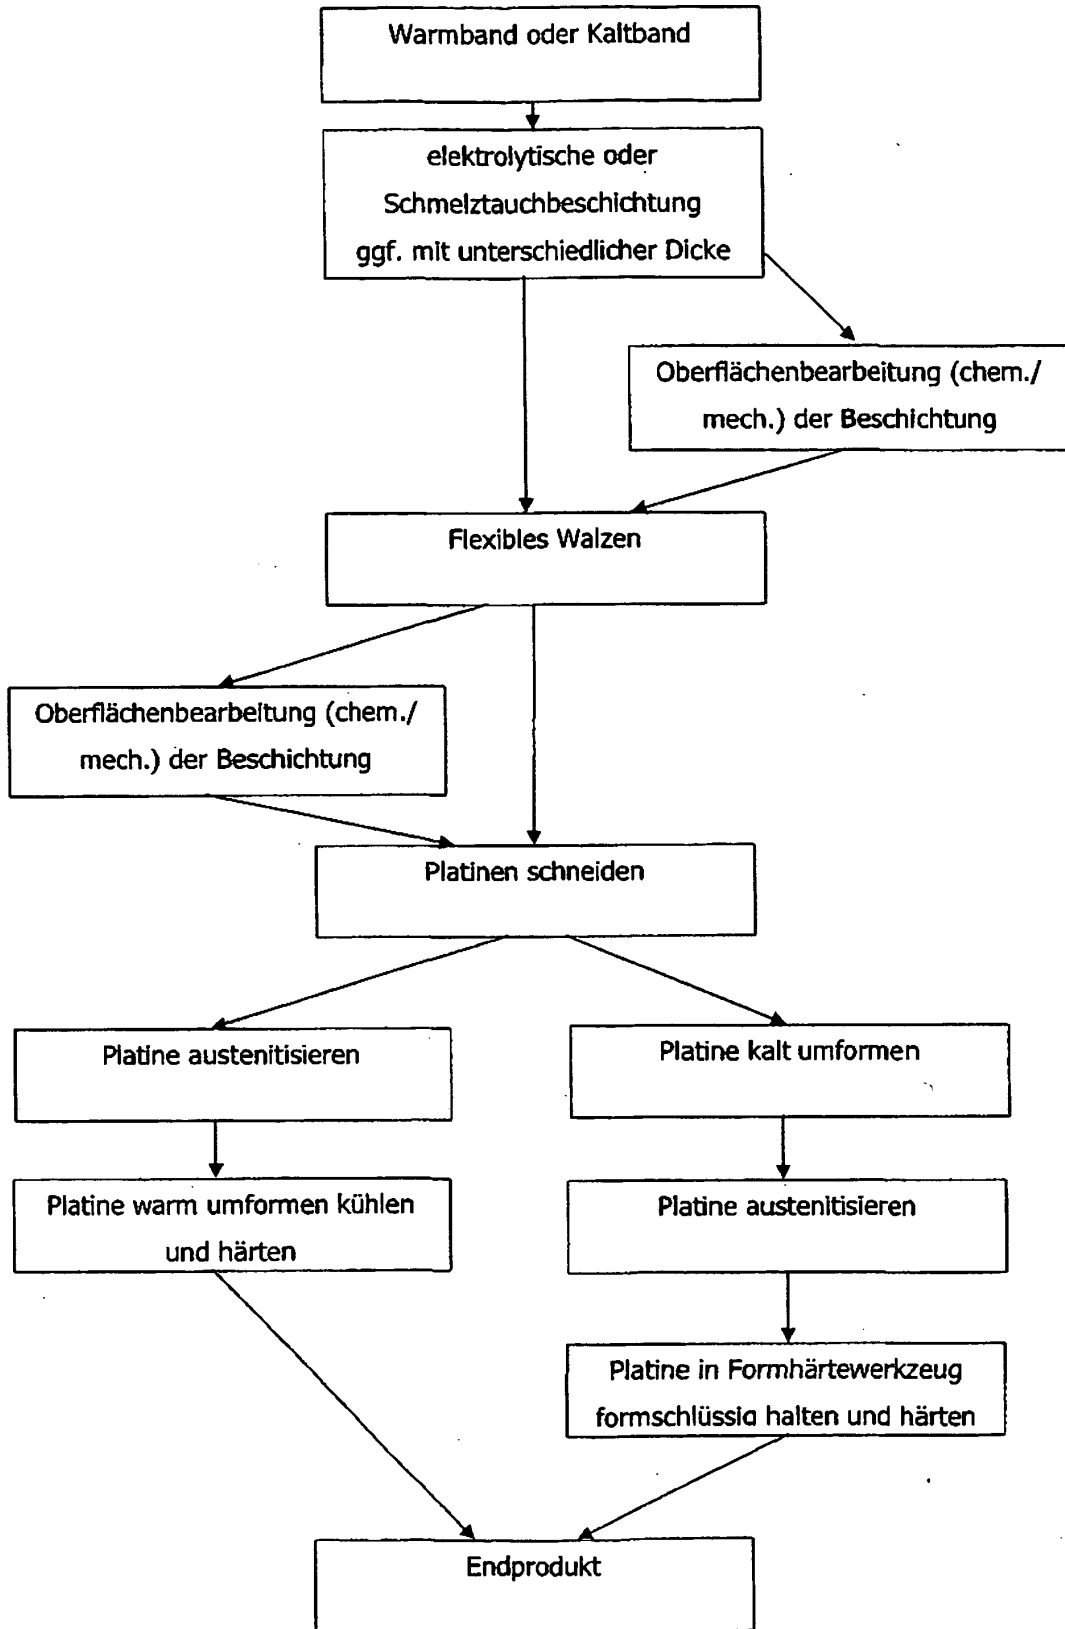 Warmband oder Kaltband
elektrolytische oder
Schmelztauchbeschichtung
ggf. mit unterschiedlicher Dicke
Oberflächenbearbeitung (chem./
mech.) der Beschichtung
Flexibles Walzen
Oberflächenbearbeitung (chem./
mech.) der Beschichtung
Platinen schneiden
Platine austenitisieren
Platine warm umformen kühlen
und härten
Platine kalt umformen
Platine austenitisieren
Platine in Formhärtewerkzeug
formschlüssig halten und härten
Endprodukt